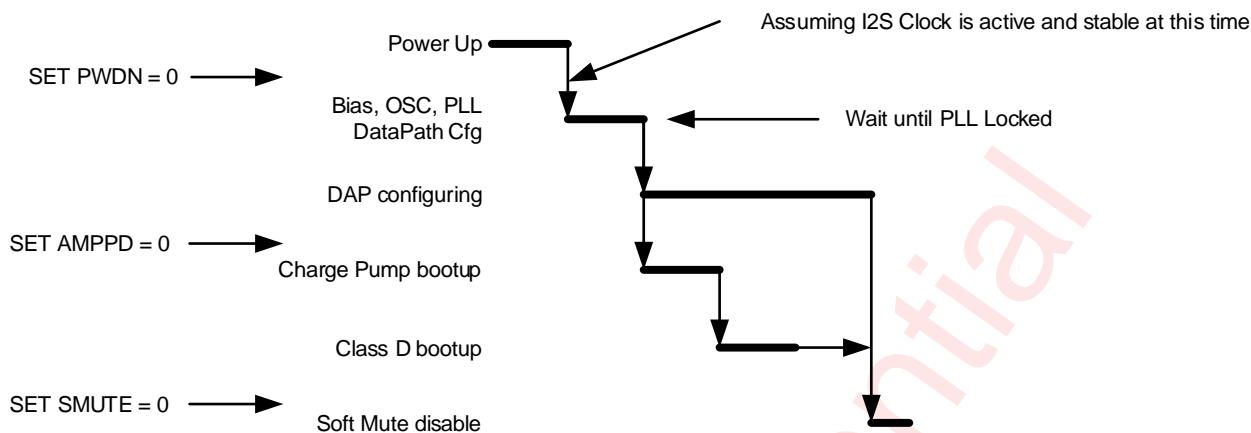 Assuming I2S Clock is active and stable at this time
Power Up
SET PWDN = 0
Bias, OSC, PLL
DataPath Cfg
Wait until PLL Locked
DAP configuring
SET AMPPD = 0
Charge Pump bootup
Class D bootup
SET SMUTE = 0
Soft Mute disable
ential